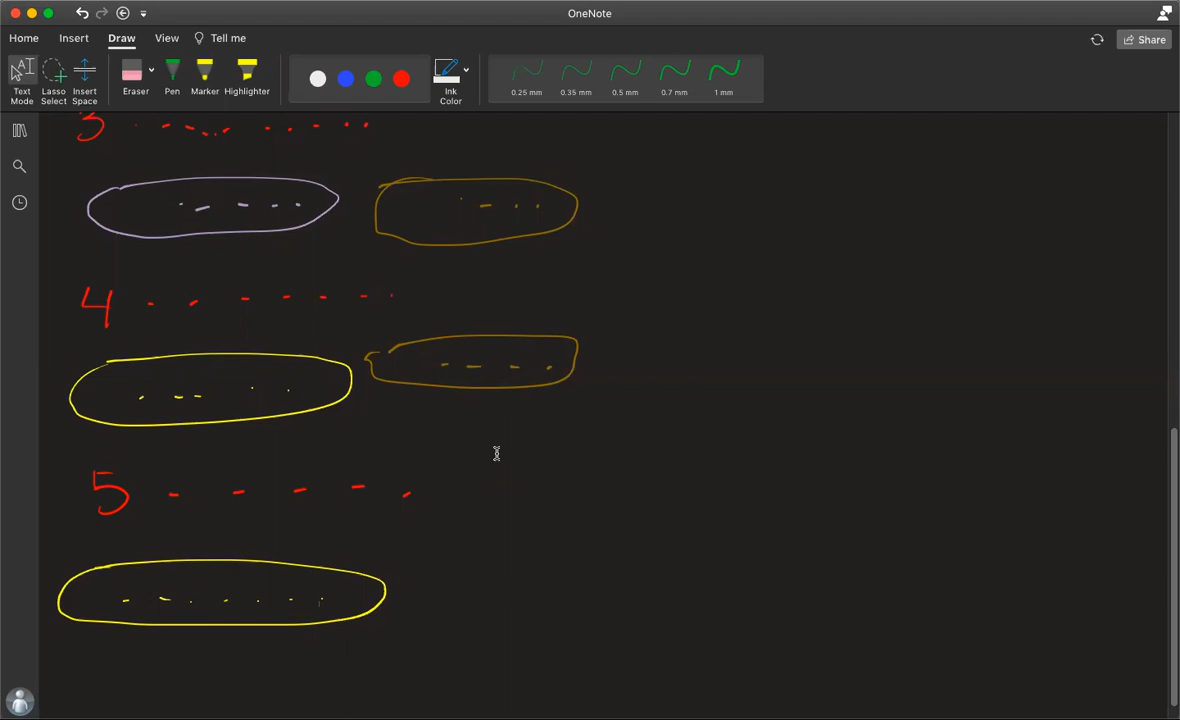 OneNote
Home Insert Draw View Tell me Share
Text Mode Lasso Select Insert Space Eraser Pen Marker Highlighter Ink Color 0.25 mm 0.35 mm 0.5 mm 0.7 mm 1 mm
3
4
5